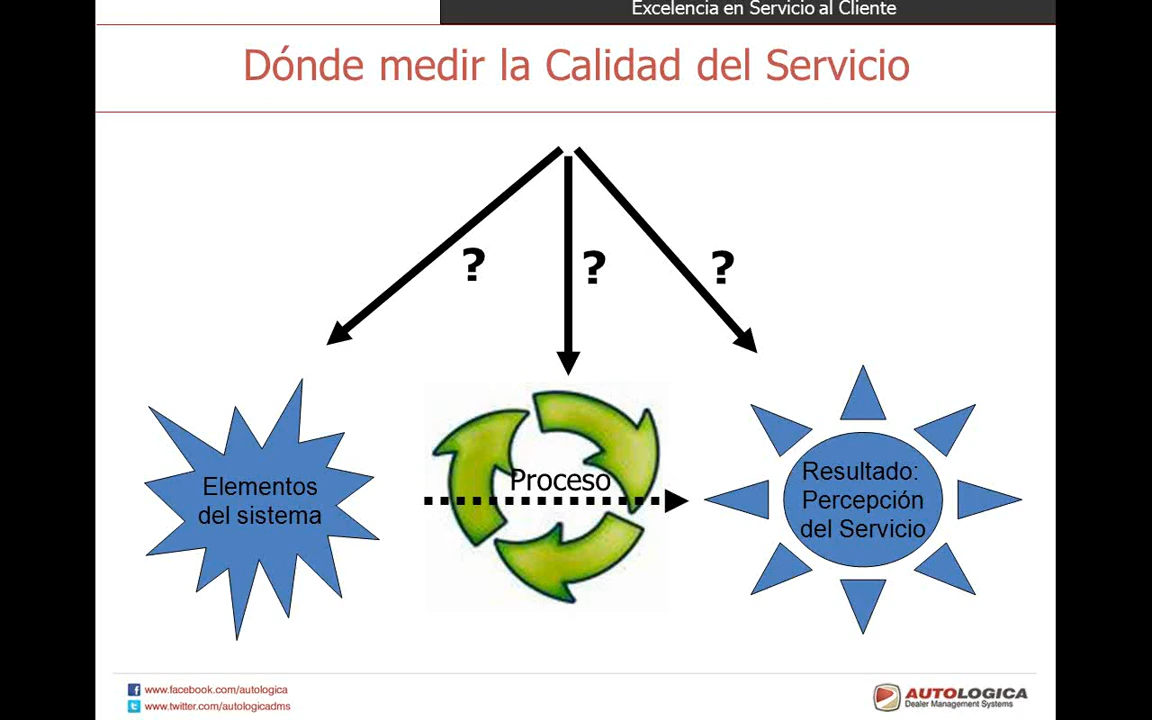 Excelencia en Servicio al Cliente
Dónde medir la Calidad del Servicio
? ? ?
Elementos
del sistema
Proceso
Resultado:
Percepción
del Servicio
www.facebook.com/autologica
www.twitter.com/autologicadms
AUTOLOGICA
Dealer Management Systems